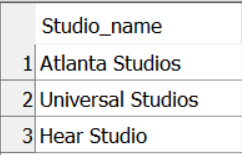 Studio_name
1 Atlanta Studios
2 Universal Studios
3 Hear Studio